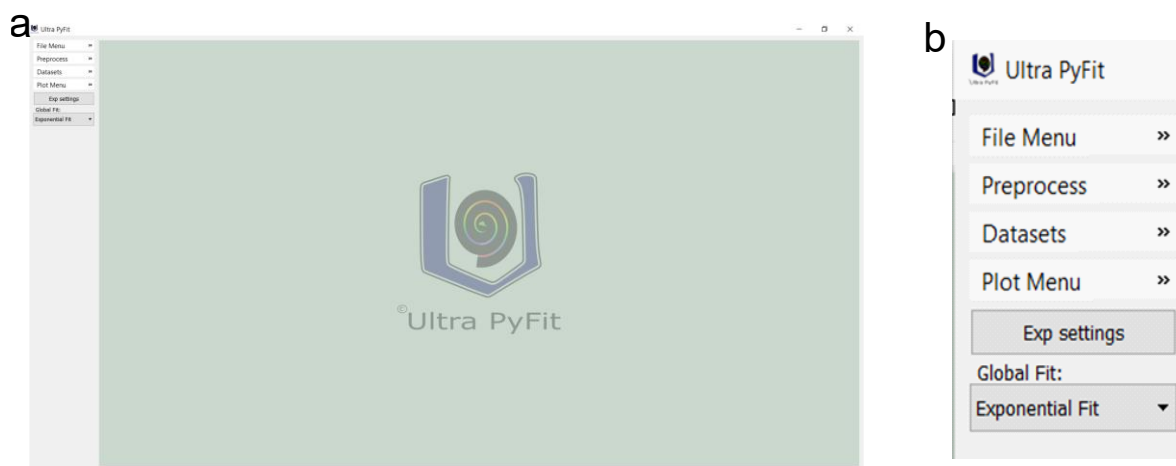 a
Ultra PyFit
File Menu »
Preprocess »
Datasets »
Plot Menu »
Exp settings
Global Fit:
Exponential Fit
©Ultra PyFit
b
Ultra PyFit
File Menu »
Preprocess »
Datasets »
Plot Menu »
Exp settings
Global Fit:
Exponential Fit